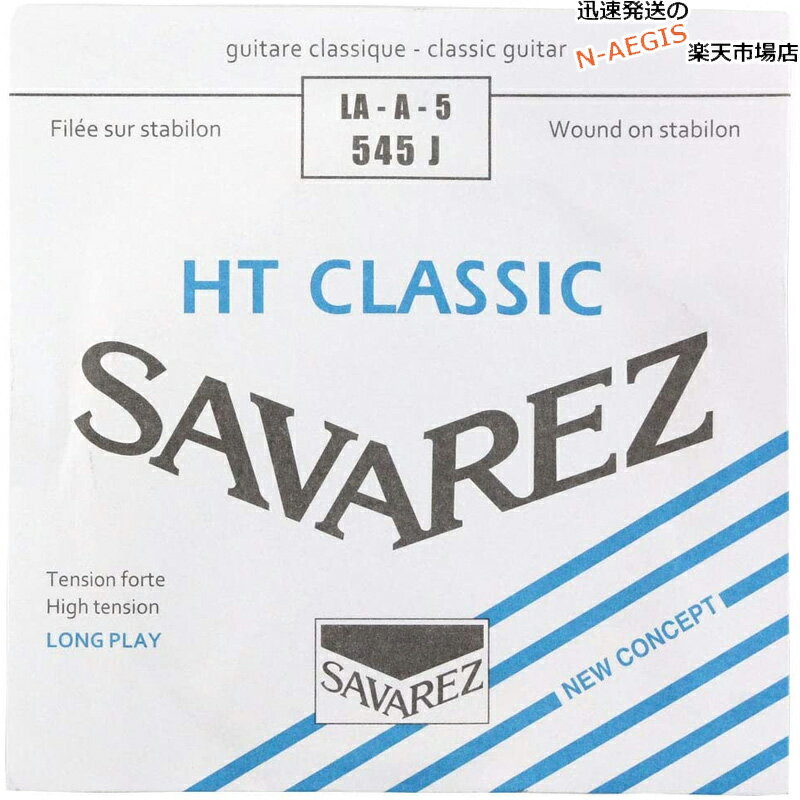 迅速発送の
N-AEGIS
楽天市場店
guitare classique - classic guitar
LA - A - 5
545 J
Filée sur stabilon
Wound on stabilon
HT CLASSIC
SAVAREZ
Tension forte
High tension
LONG PLAY
SAVAREZ
NEW CONCEPT